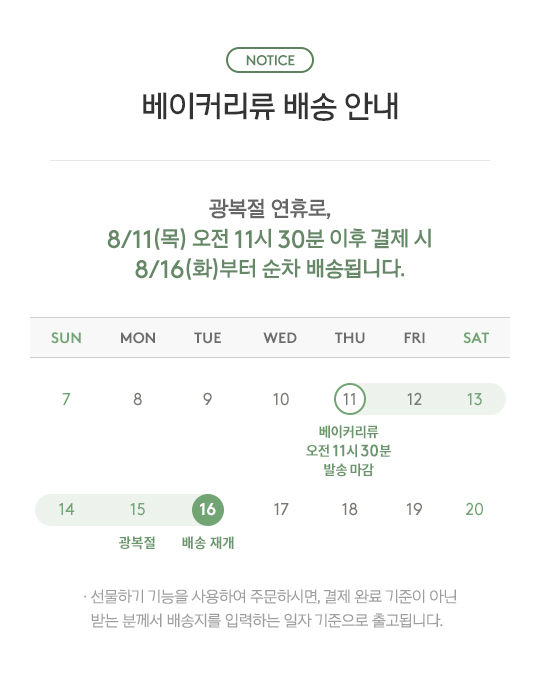 NOTICE
베이커리류 배송 안내
광복절 연휴로,
8/11(목) 오전 11시 30분 이후 결제 시
8/16(화)부터 순차 배송됩니다.
SUN MON TUE WED THU FRI SAT
7 8 9 10 11 12 13
베이커리류
오전 11시 30분
발송 마감
14 15 16 17 18 19 20
광복절 배송 재개
· 선물하기 기능을 사용하여 주문하시면, 결제 완료 기준이 아닌
받는 분께서 배송지를 입력하는 일자 기준으로 출고됩니다.